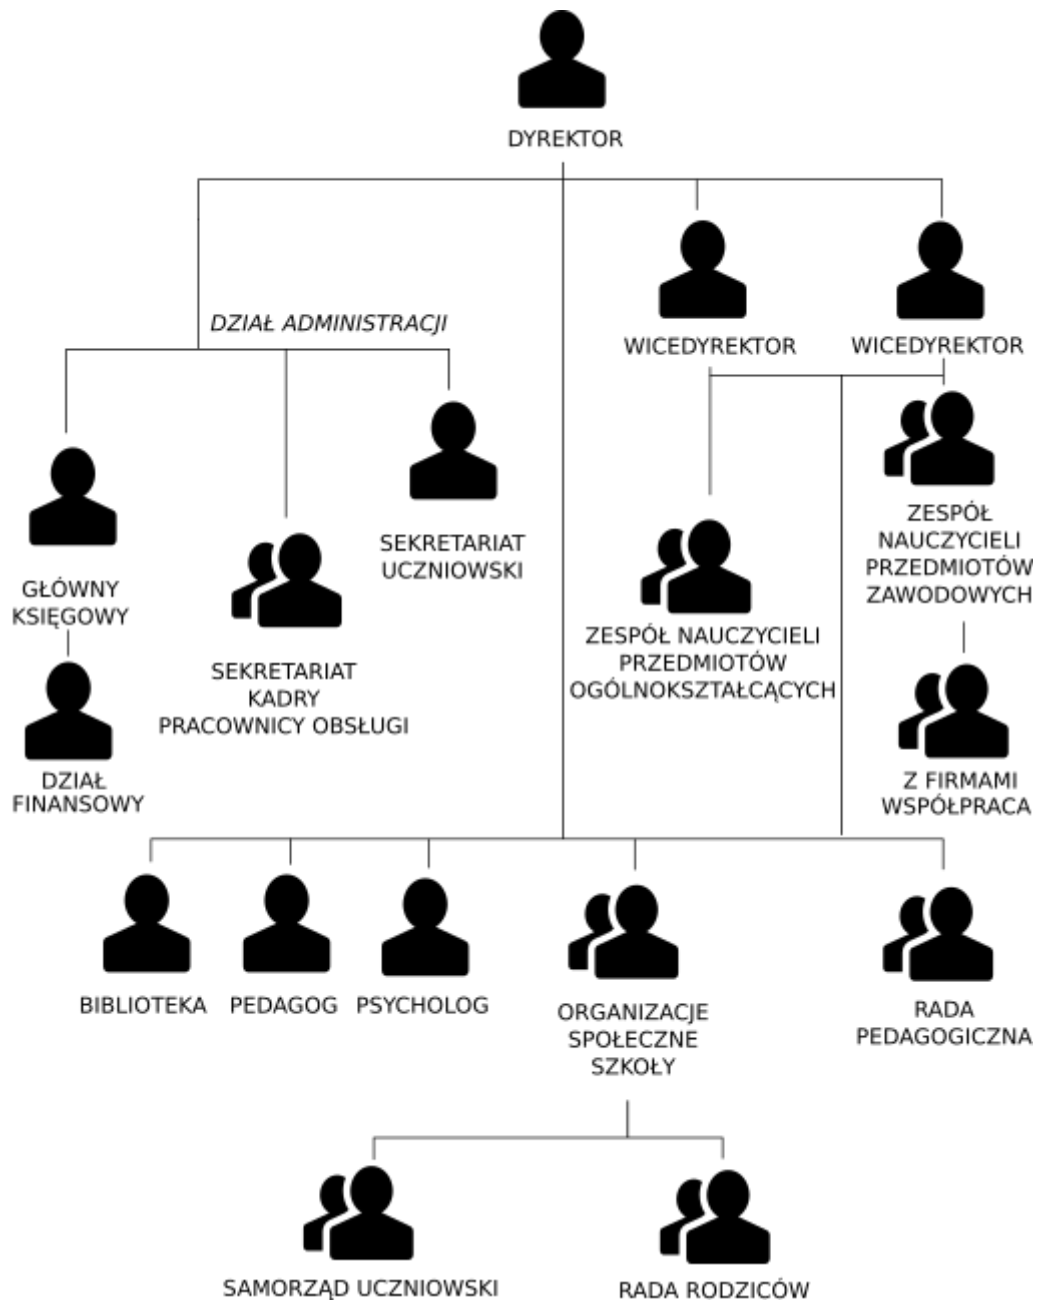 DYREKTOR
DZIAŁ ADMINISTRACJI
WICEDYREKTOR
WICEDYREKTOR
GŁÓWNY
KSIĘGOWY
SEKRETARIAT
KADRY
PRACOWNICY OBSŁUGI
SEKRETARIAT
UCZNIOWSKI
ZESPÓŁ NAUCZYCIELI
PRZEDMIOTÓW
OGÓLNOKSZTAŁCĄCYCH
ZESPÓŁ
NAUCZYCIELI
PRZEDMIOTÓW
ZAWODOWYCH
DZIAŁ
FINANSOWY
Z FIRMAMI
WSPÓŁPRACA
BIBLIOTEKA
PEDAGOG
PSYCHOLOG
ORGANIZACJE
SPOŁECZNE
SZKOŁY
RADA
PEDAGOGICZNA
SAMORZĄD UCZNIOWSKI
RADA RODZICÓW